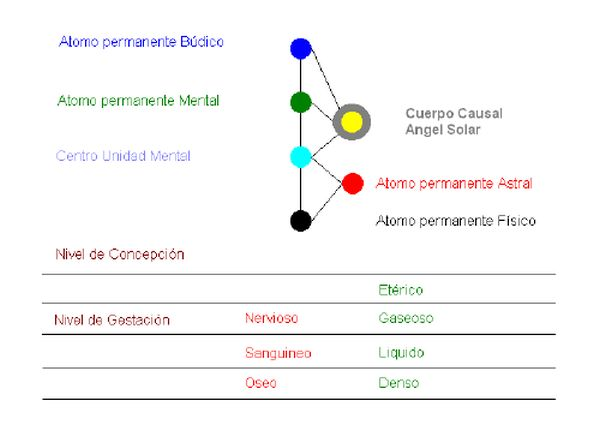 Atomo permanente Búdico
Atomo permanente Mental
Cuerpo Causal
Angel Solar
Centro Unidad Mental
Atomo permanente Astral
Atomo permanente Físico
Nivel de Concepción
Etérico
Nivel de Gestación Nervioso Gaseoso
Sanguineo Liquido
Oseo Denso